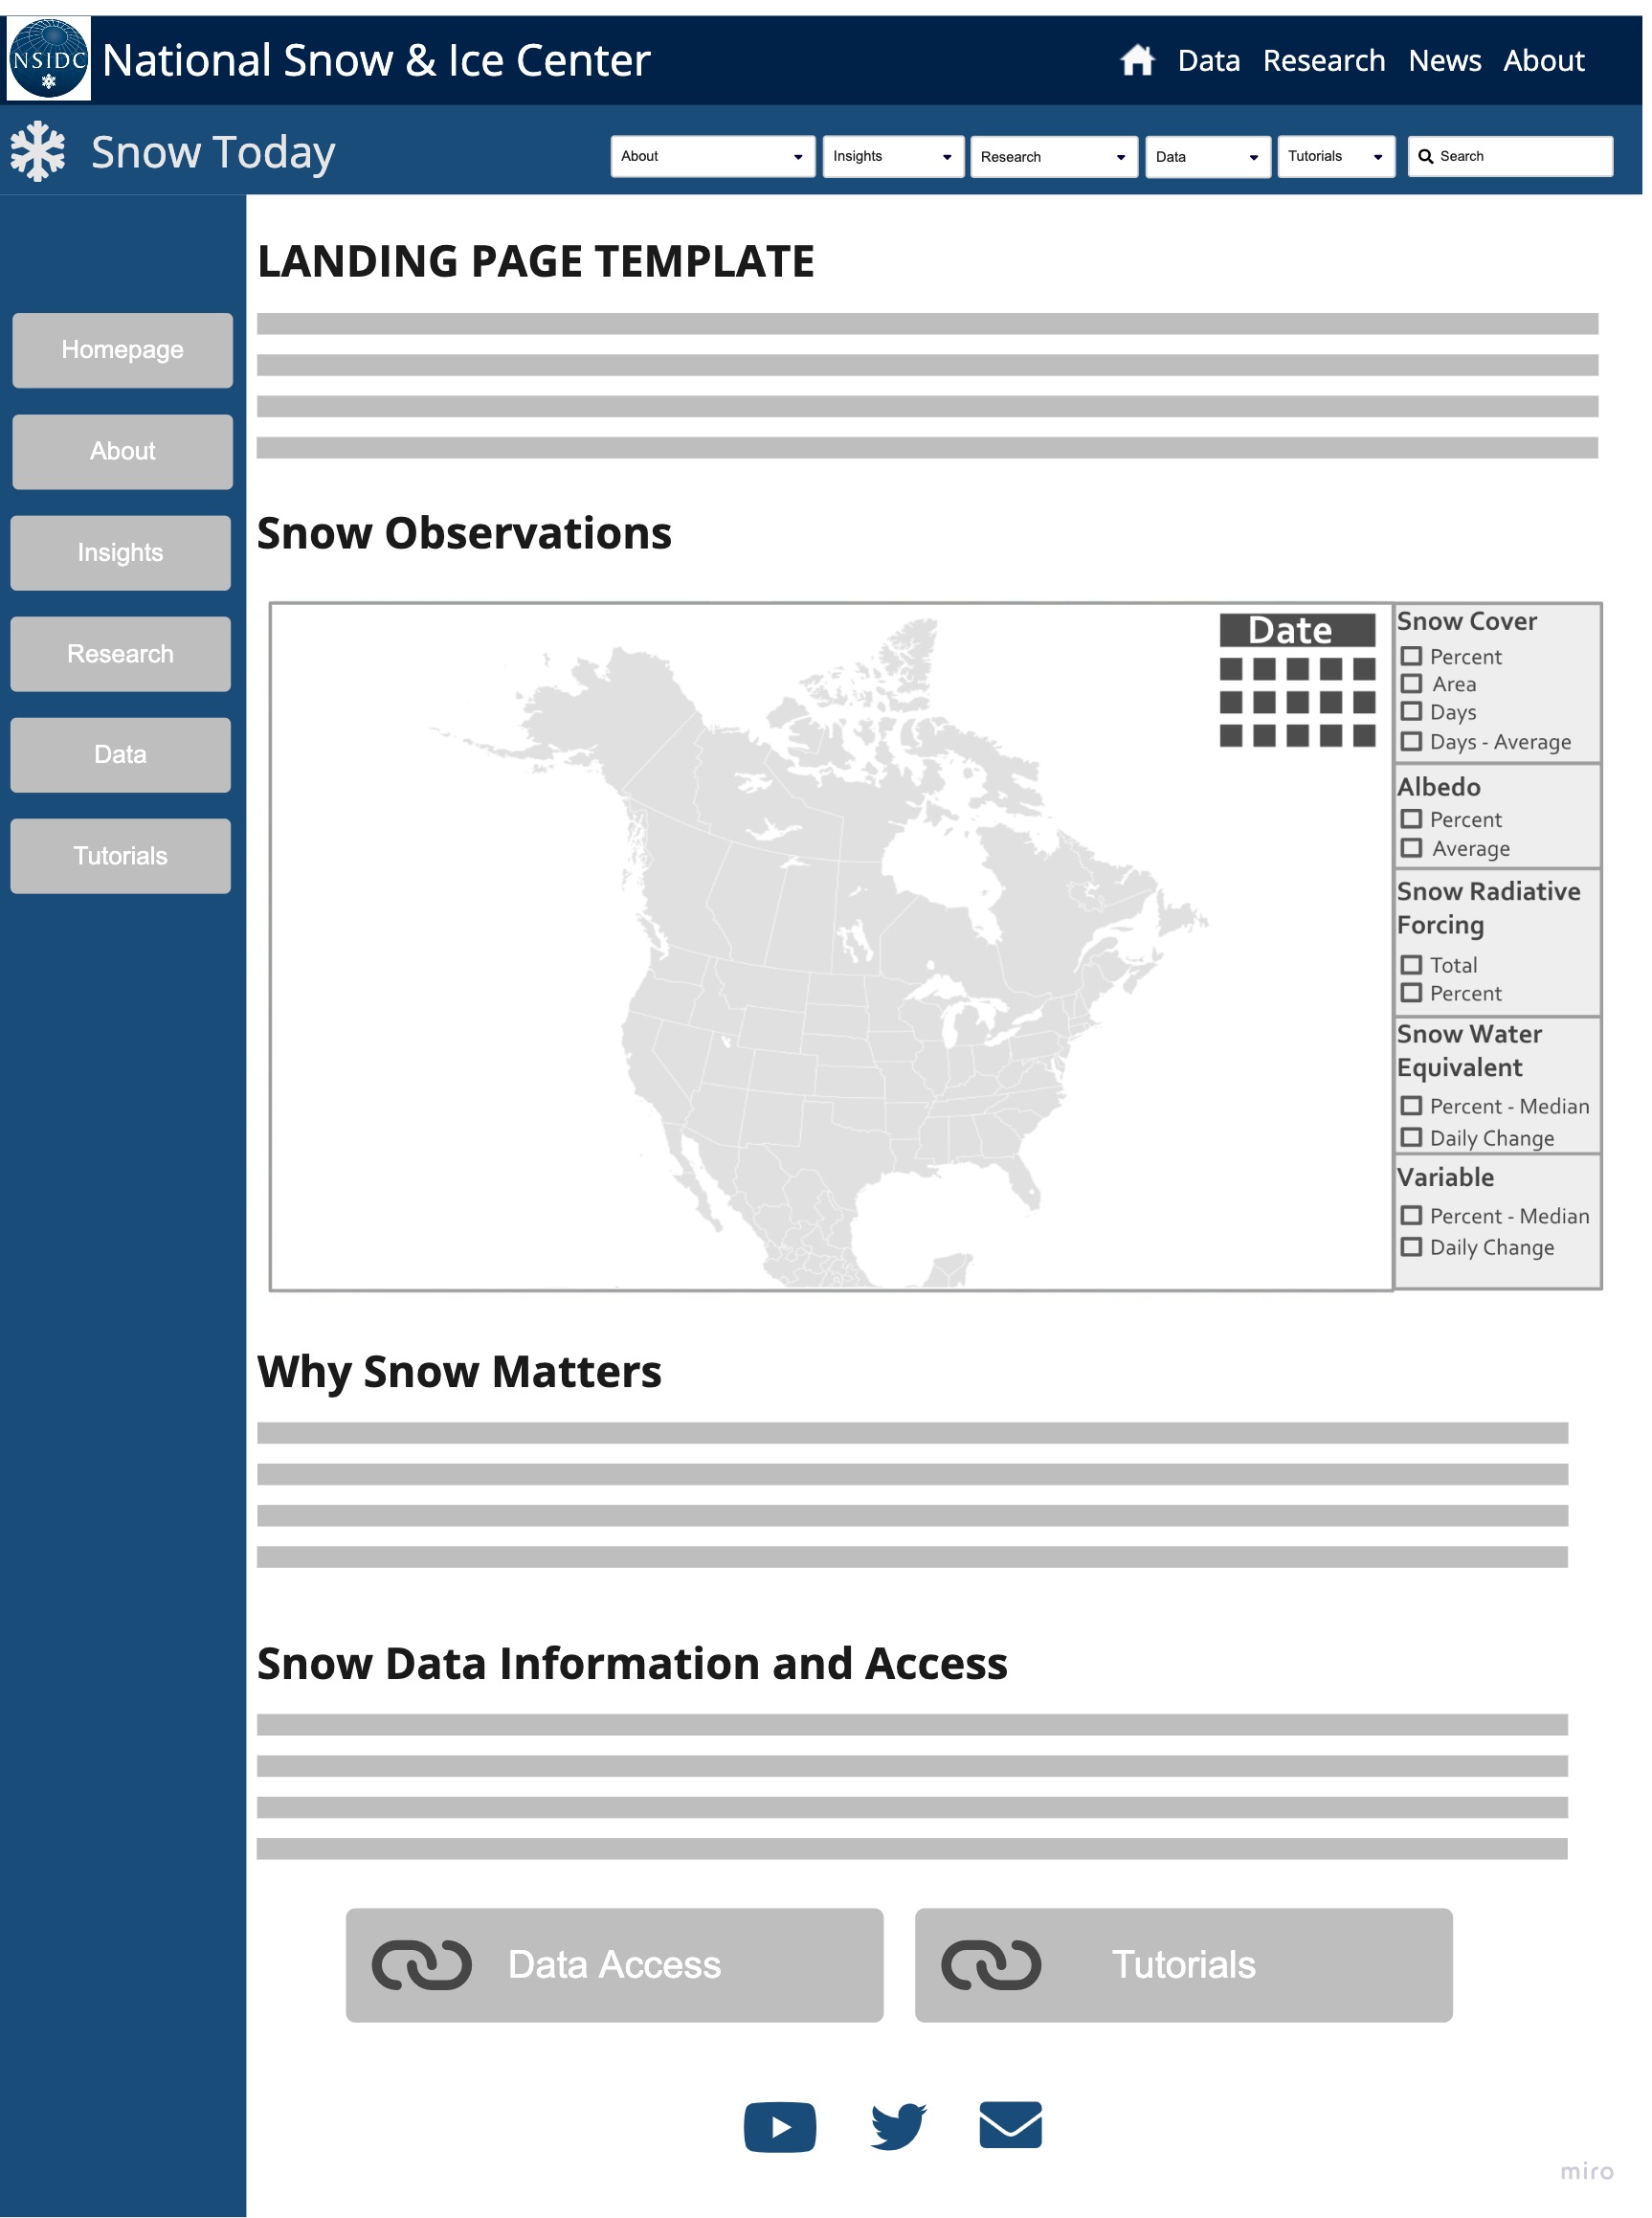 NSIDC
National Snow & Ice Center
Data Research News About
Snow Today
About
Insights
Research
Data
Tutorials
Search
Homepage
About
Insights
Research
Data
Tutorials
LANDING PAGE TEMPLATE
Snow Observations
Date
Snow Cover
Percent
Area
Days
Days - Average
Albedo
Percent
Average
Snow Radiative
Forcing
Total
Percent
Snow Water
Equivalent
Percent - Median
Daily Change
Variable
Percent - Median
Daily Change
Why Snow Matters
Snow Data Information and Access
Data Access
Tutorials
miro